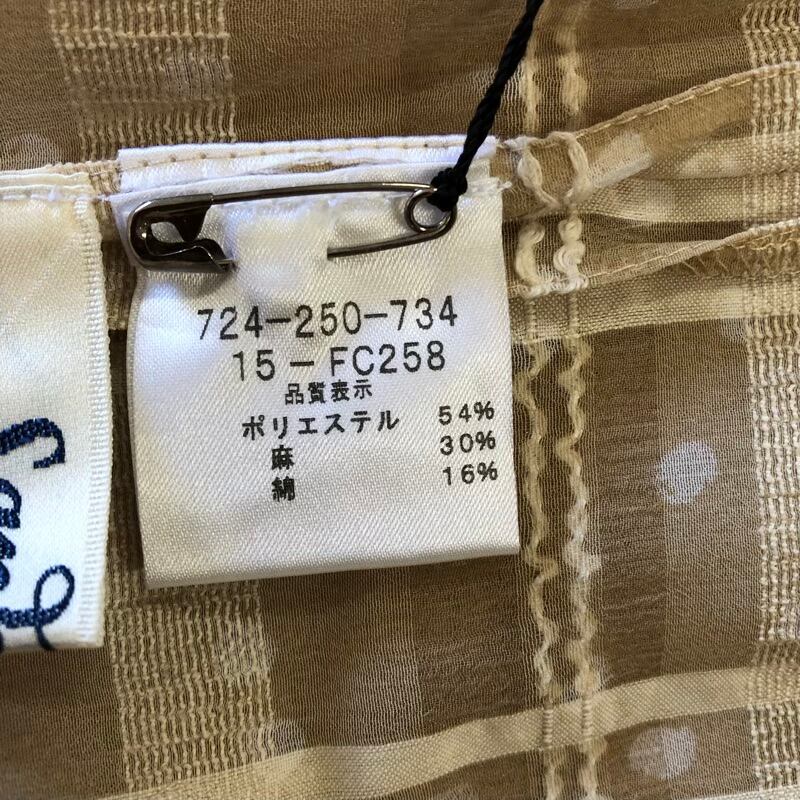 724-250-734
15-FC258
品質表示
ポリエステル 54%
麻 30%
綿 16%